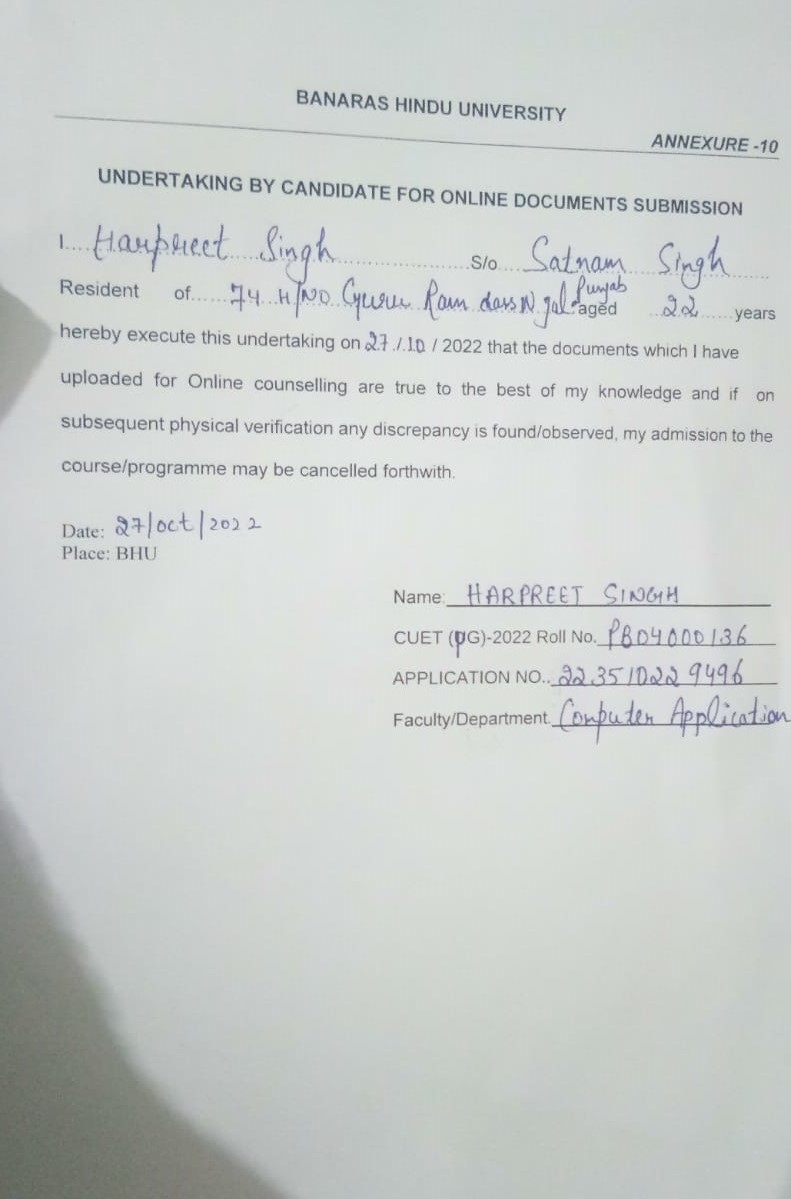 BANARAS HINDU UNIVERSITY
ANNEXURE -10
UNDERTAKING BY CANDIDATE FOR ONLINE DOCUMENTS SUBMISSION
I.... Harpreet Singh ........ S/o .... Satnam Singh ......
Resident of ...... 74 H/NO Guru Ram dass N gal Punjab aged ... 22 ...... years
hereby execute this undertaking on 27./.10 / 2022 that the documents which I have
uploaded for Online counselling are true to the best of my knowledge and if on
subsequent physical verification any discrepancy is found/observed, my admission to the
course/programme may be cancelled forthwith.
Date: 27/oct/2022
Place: BHU
Name: HARPREET SINGH
CUET (PG)-2022 Roll No. PB04000136
APPLICATION NO.. 223510229496
Faculty/Department. Computer Application